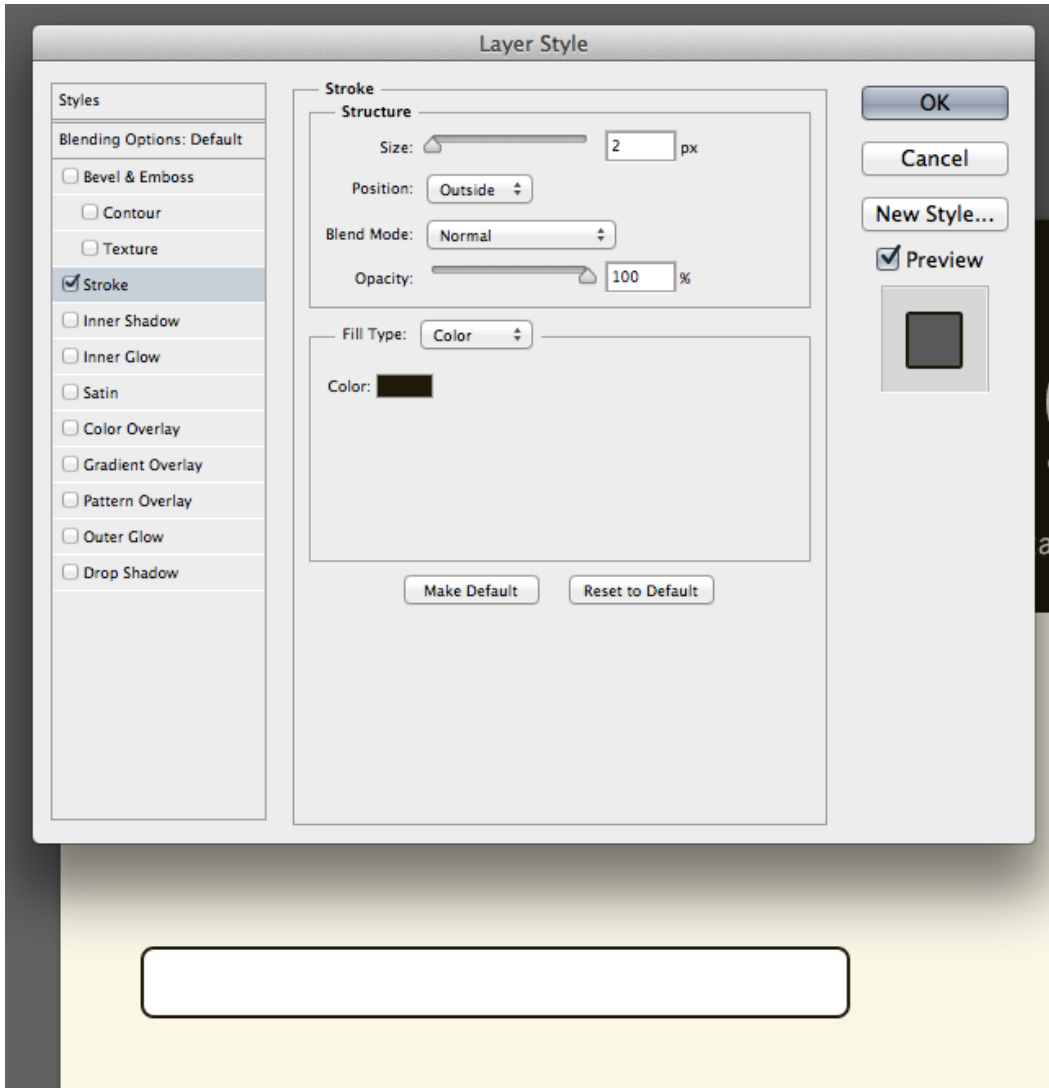 Layer Style
Styles
Blending Options: Default
Bevel & Emboss
Contour
Texture
Stroke
Inner Shadow
Inner Glow
Satin
Color Overlay
Gradient Overlay
Pattern Overlay
Outer Glow
Drop Shadow
Stroke
Structure
Size: 2 px
Position: Outside
Blend Mode: Normal
Opacity: 100 %
Fill Type: Color
Color:
Make Default Reset to Default
OK
Cancel
New Style...
Preview